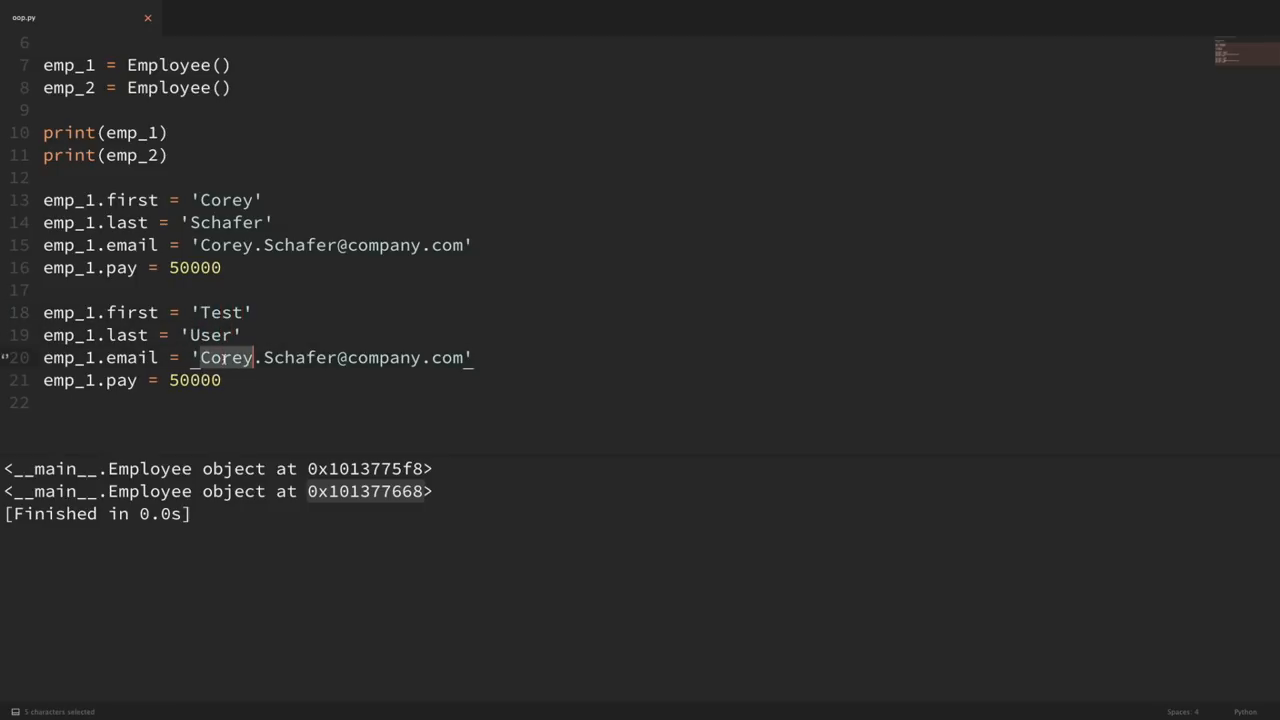 oop.py
6
7 emp_1 = Employee()
8 emp_2 = Employee()
9
10 print(emp_1)
11 print(emp_2)
12
13 emp_1.first = 'Corey'
14 emp_1.last = 'Schafer'
15 emp_1.email = 'Corey.Schafer@company.com'
16 emp_1.pay = 50000
17
18 emp_1.first = 'Test'
19 emp_1.last = 'User'
20 emp_1.email = 'Corey.Schafer@company.com'
21 emp_1.pay = 50000
22
<__main__.Employee object at 0x1013775f8>
<__main__.Employee object at 0x101377668>
[Finished in 0.0s]
5 characters selected
Spaces: 4
Python